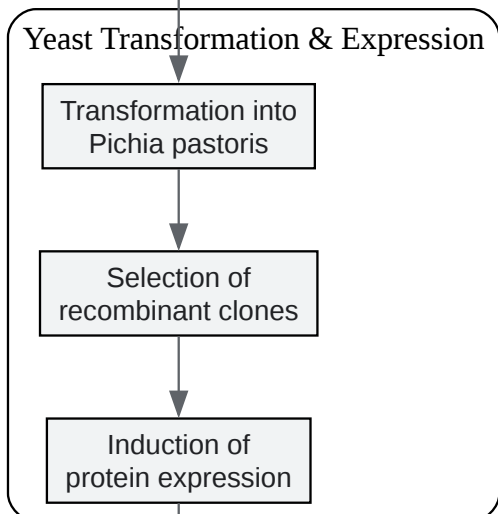 Yeast Transformation & Expression
Transformation into
Pichia pastoris
Selection of
recombinant clones
Induction of
protein expression